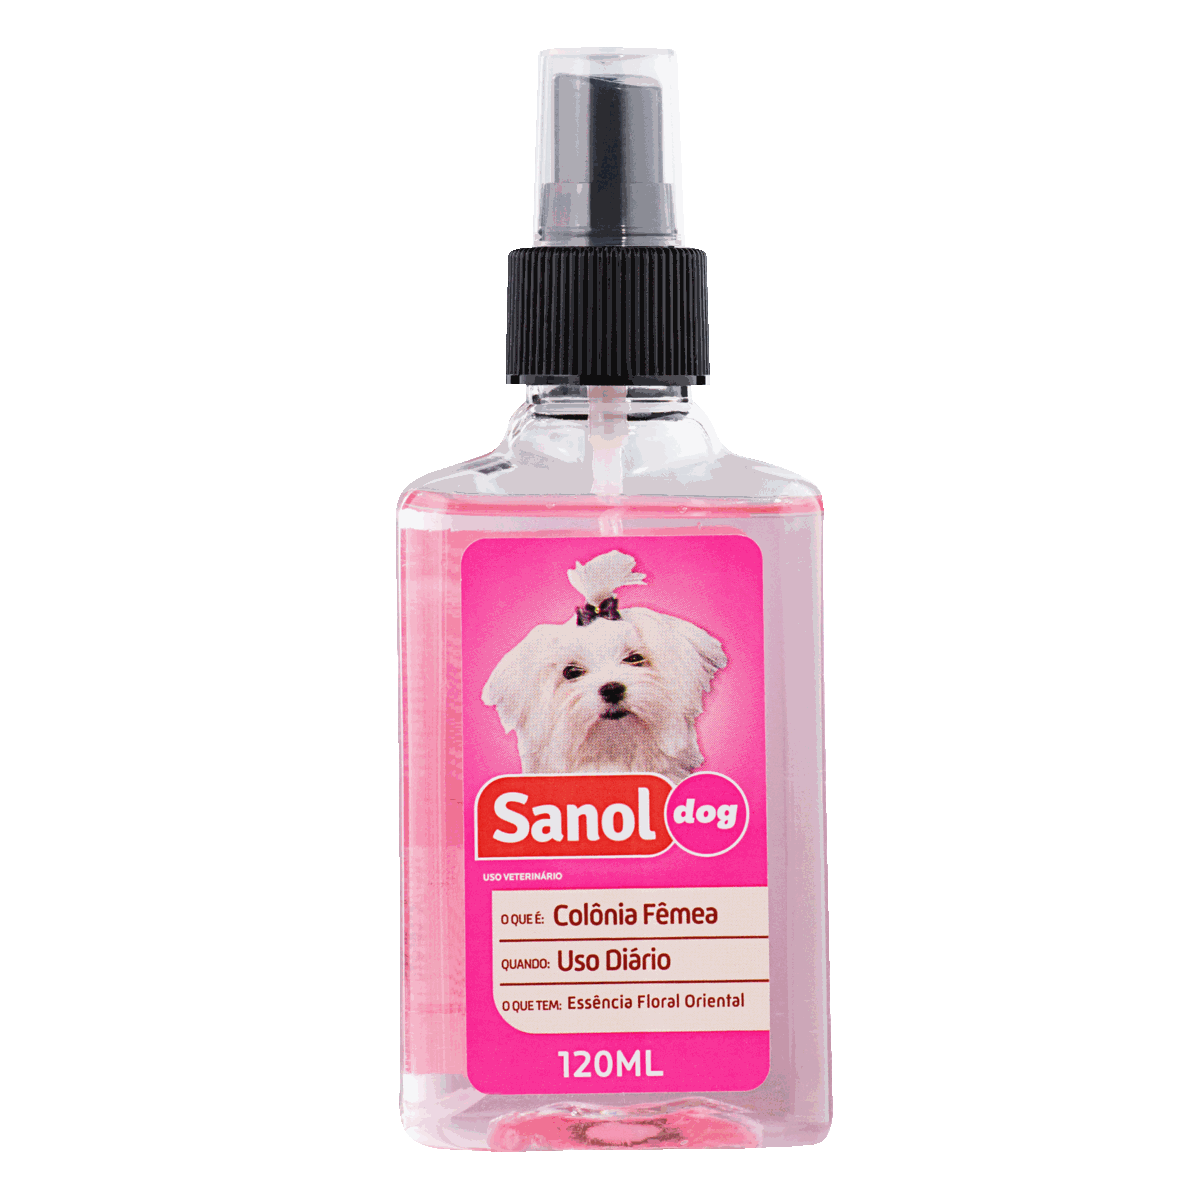 Sanol dog
USO VETERINÁRIO
O QUE É: Colônia Fêmea
QUANDO: Uso Diário
O QUE TEM: Essência Floral Oriental
120ML